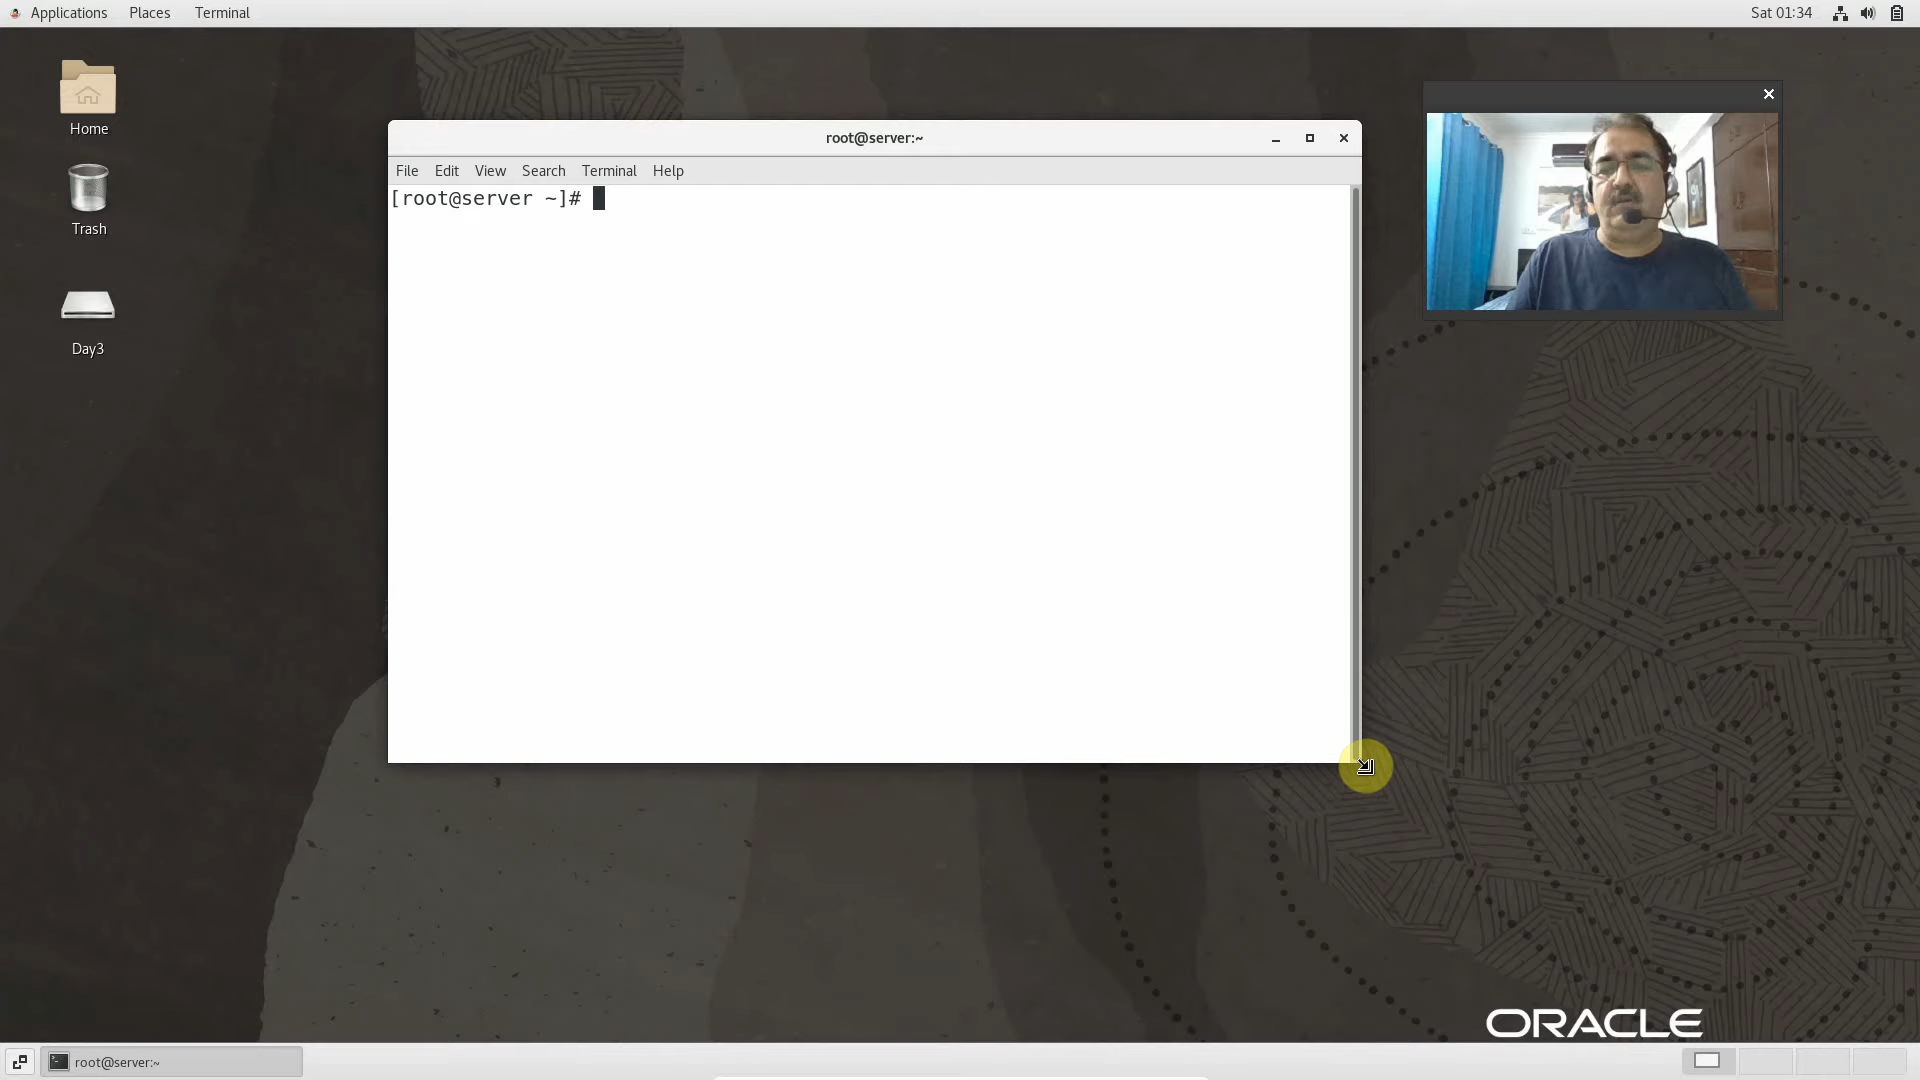 Applications Places Terminal
Sat 01:34
Home
Trash
Day3
root@server:~
File Edit View Search Terminal Help
[root@server ~]#
ORACLE
root@server:~